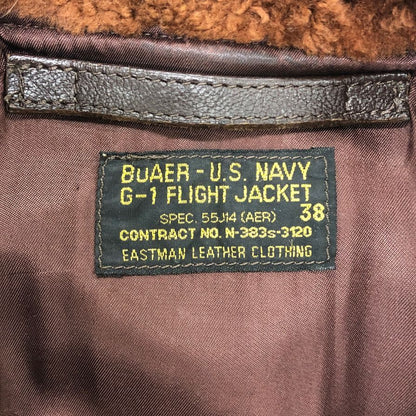 BUAER - U.S. NAVY
G-1 FLIGHT JACKET
SPEC. 55J14 (AER) 38
CONTRACT NO. N-383s-3120
EASTMAN LEATHER CLOTHING